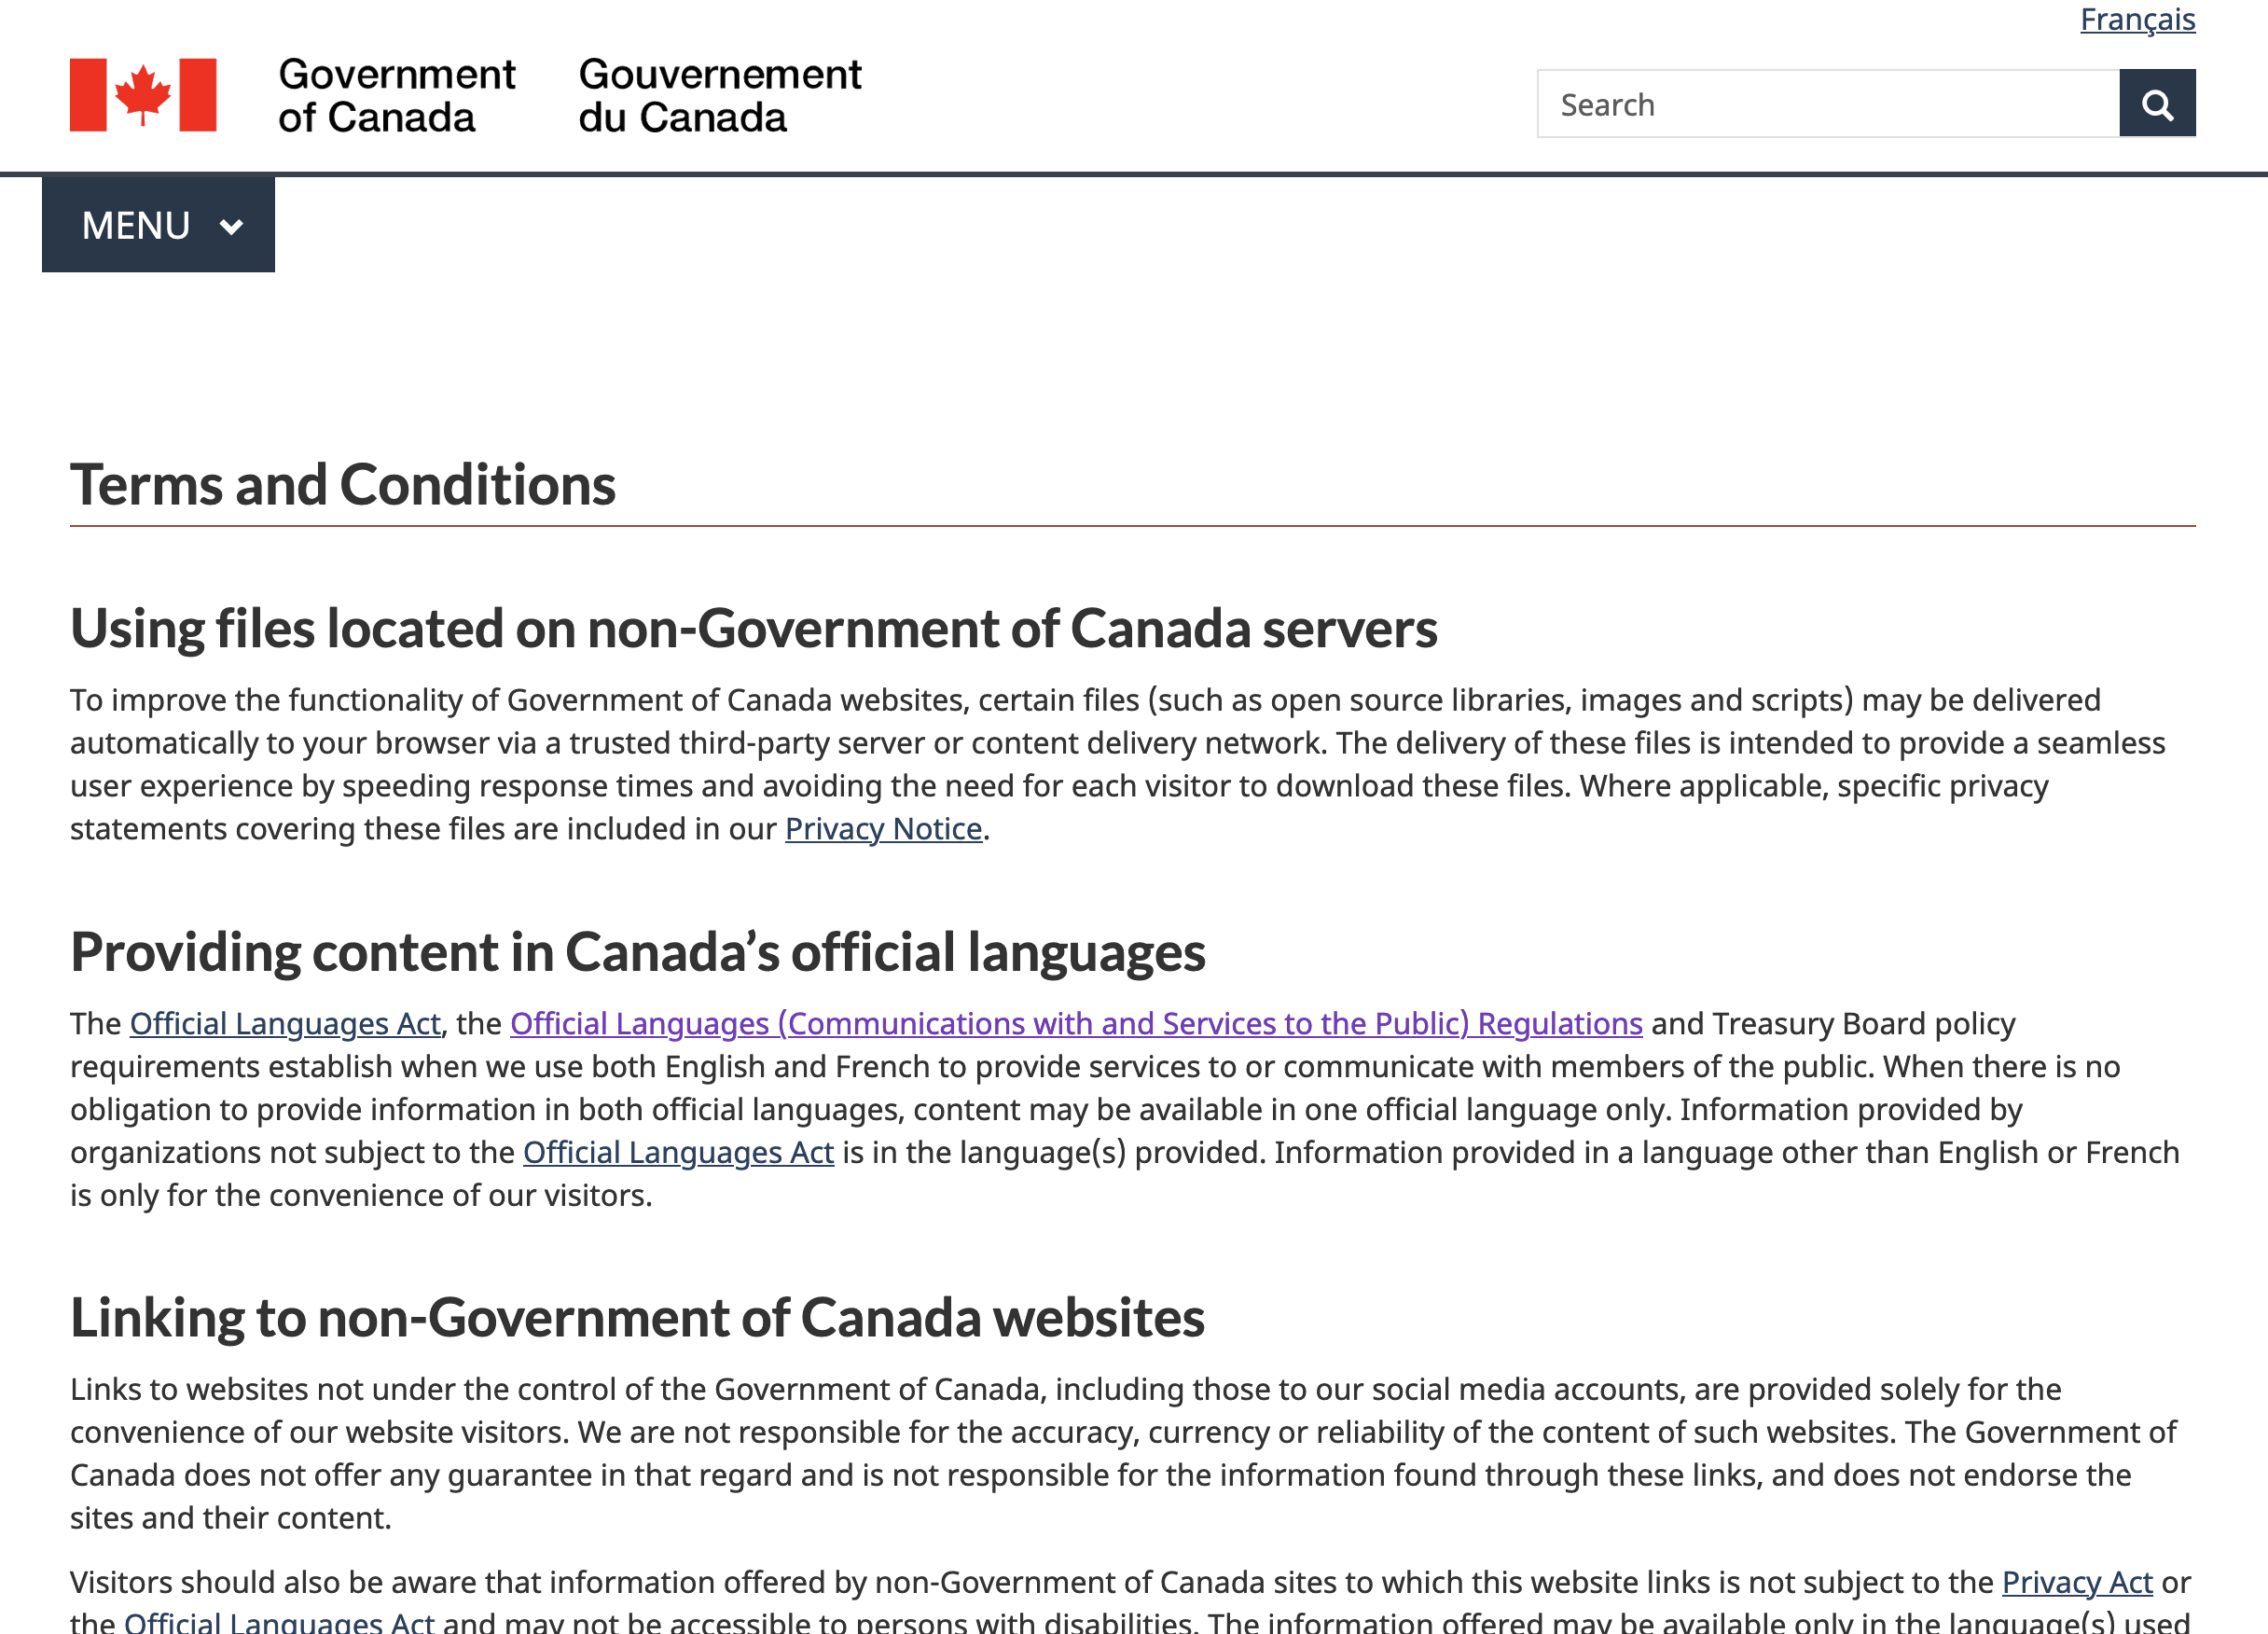 Français
Government of Canada
Gouvernement du Canada
Search
MENU
Terms and Conditions
Using files located on non-Government of Canada servers
To improve the functionality of Government of Canada websites, certain files (such as open source libraries, images and scripts) may be delivered
automatically to your browser via a trusted third-party server or content delivery network. The delivery of these files is intended to provide a seamless
user experience by speeding response times and avoiding the need for each visitor to download these files. Where applicable, specific privacy
statements covering these files are included in our Privacy Notice.
Providing content in Canada’s official languages
The Official Languages Act, the Official Languages (Communications with and Services to the Public) Regulations and Treasury Board policy
requirements establish when we use both English and French to provide services to or communicate with members of the public. When there is no
obligation to provide information in both official languages, content may be available in one official language only. Information provided by
organizations not subject to the Official Languages Act is in the language(s) provided. Information provided in a language other than English or French
is only for the convenience of our visitors.
Linking to non-Government of Canada websites
Links to websites not under the control of the Government of Canada, including those to our social media accounts, are provided solely for the
convenience of our website visitors. We are not responsible for the accuracy, currency or reliability of the content of such websites. The Government of
Canada does not offer any guarantee in that regard and is not responsible for the information found through these links, and does not endorse the
sites and their content.
Visitors should also be aware that information offered by non-Government of Canada sites to which this website links is not subject to the Privacy Act or
the Official Languages Act and may not be accessible to persons with disabilities. The information offered may be available only in the language(s) used